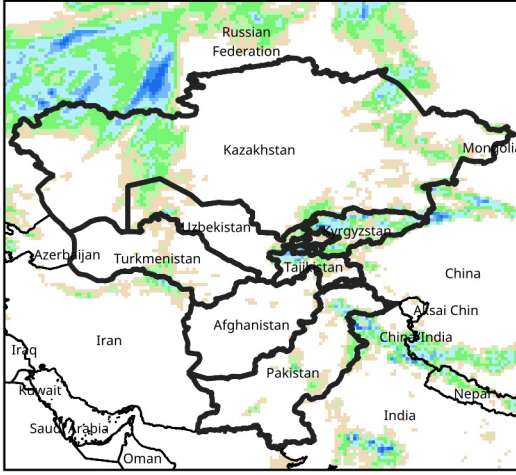 Russian
Federation
Kazakhstan
Mongolia
Uzbekistan
Kyrgyzstan
Azerbaijan
Turkmenistan
Tajikistan
China
Afghanistan
Aksai Chin
Iran
China/India
Iraq
Pakistan
Kuwait
Nepal
India
Saudi Arabia
Oman